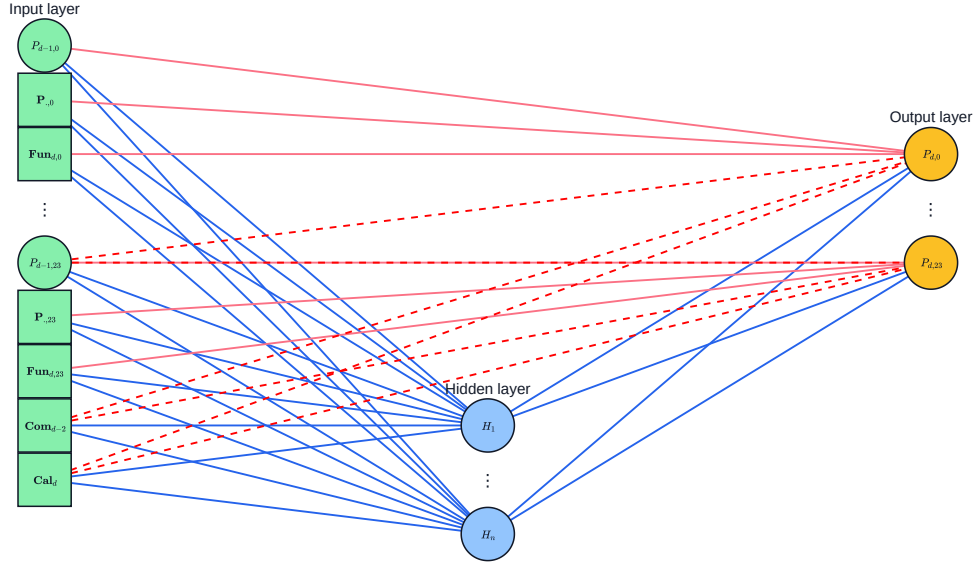 Input layer
P_{d−1,0}
P_{.,0}
Fun_{d,0}
⋮
P_{d−1,23}
P_{.,23}
Fun_{d,23}
Com_{d−2}
Cal_d
Hidden layer
H_1
⋮
H_n
Output layer
P_{d,0}
⋮
P_{d,23}